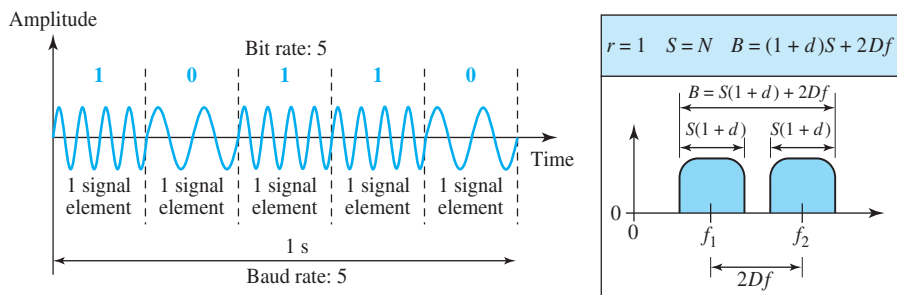 Amplitude
Bit rate: 5
1 0 1 1 0
Time
1 signal element 1 signal element 1 signal element 1 signal element 1 signal element
1 s
Baud rate: 5
r = 1 S = N B = (1 + d)S + 2Df
B = S(1 + d) + 2Df
S(1 + d) S(1 + d)
0
0 f₁ f₂
2Df